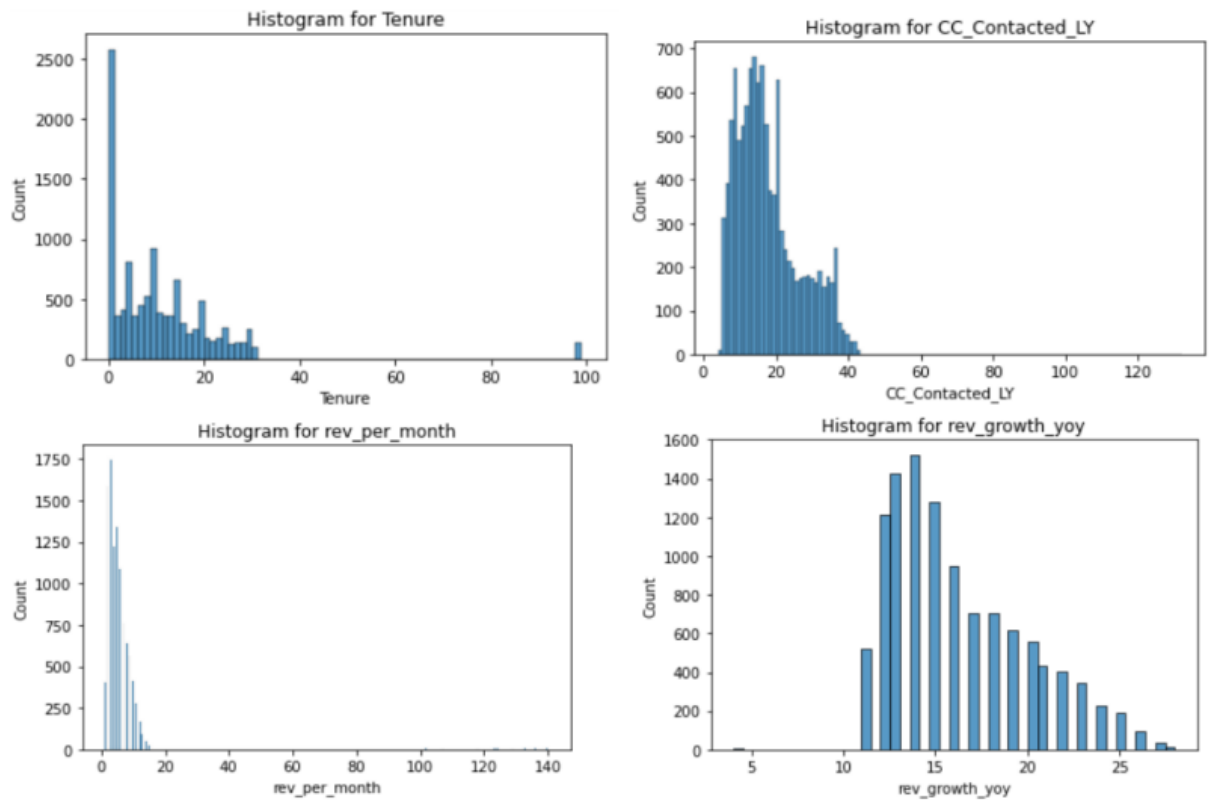 Histogram for Tenure
2500
2000
1500
1000
500
0
Count
0 20 40 60 80 100
Tenure
Histogram for CC_Contacted_LY
700
600
500
400
300
200
100
0
Count
0 20 40 60 80 100 120
CC_Contacted_LY
Histogram for rev_per_month
1750
1500
1250
1000
750
500
250
0
Count
0 20 40 60 80 100 120 140
rev_per_month
Histogram for rev_growth_yoy
1600
1400
1200
1000
800
600
400
200
0
Count
5 10 15 20 25
rev_growth_yoy